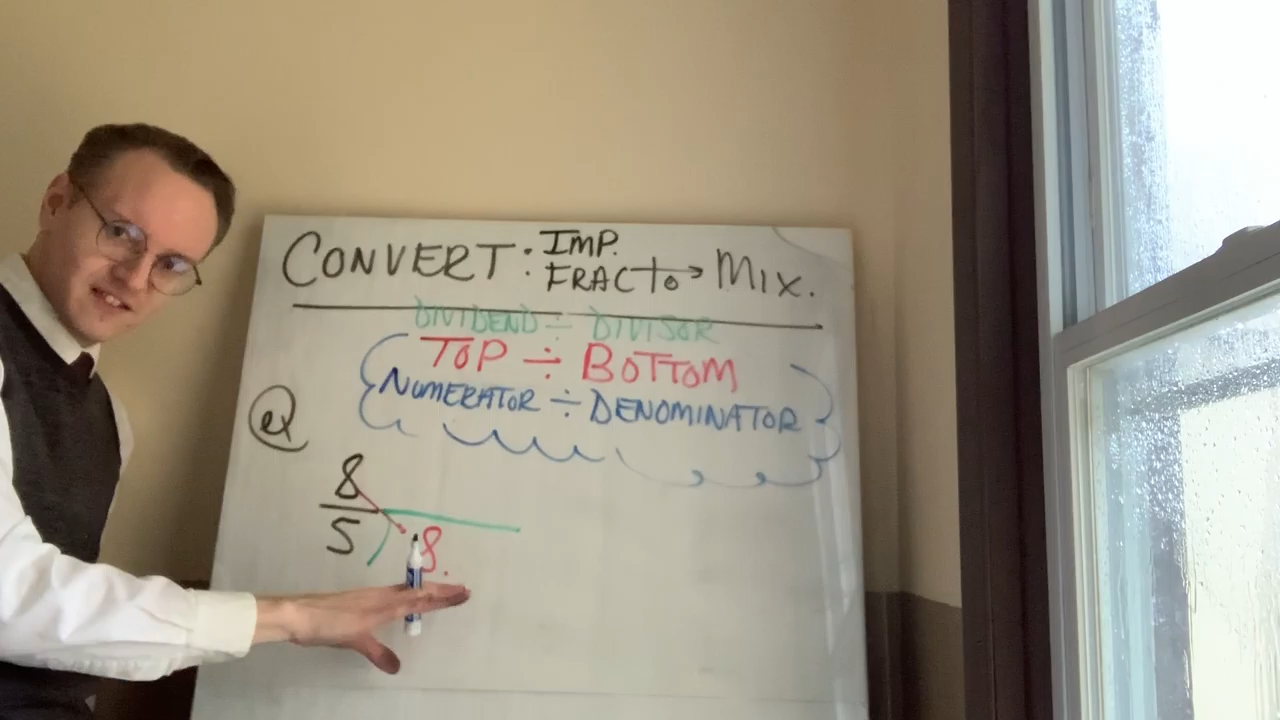 CONVERT: IMP. FRAC to → MIX.
DIVIDEND ÷ DIVISOR
TOP ÷ BOTTOM
NUMERATOR ÷ DENOMINATOR
ex
8
5
8.